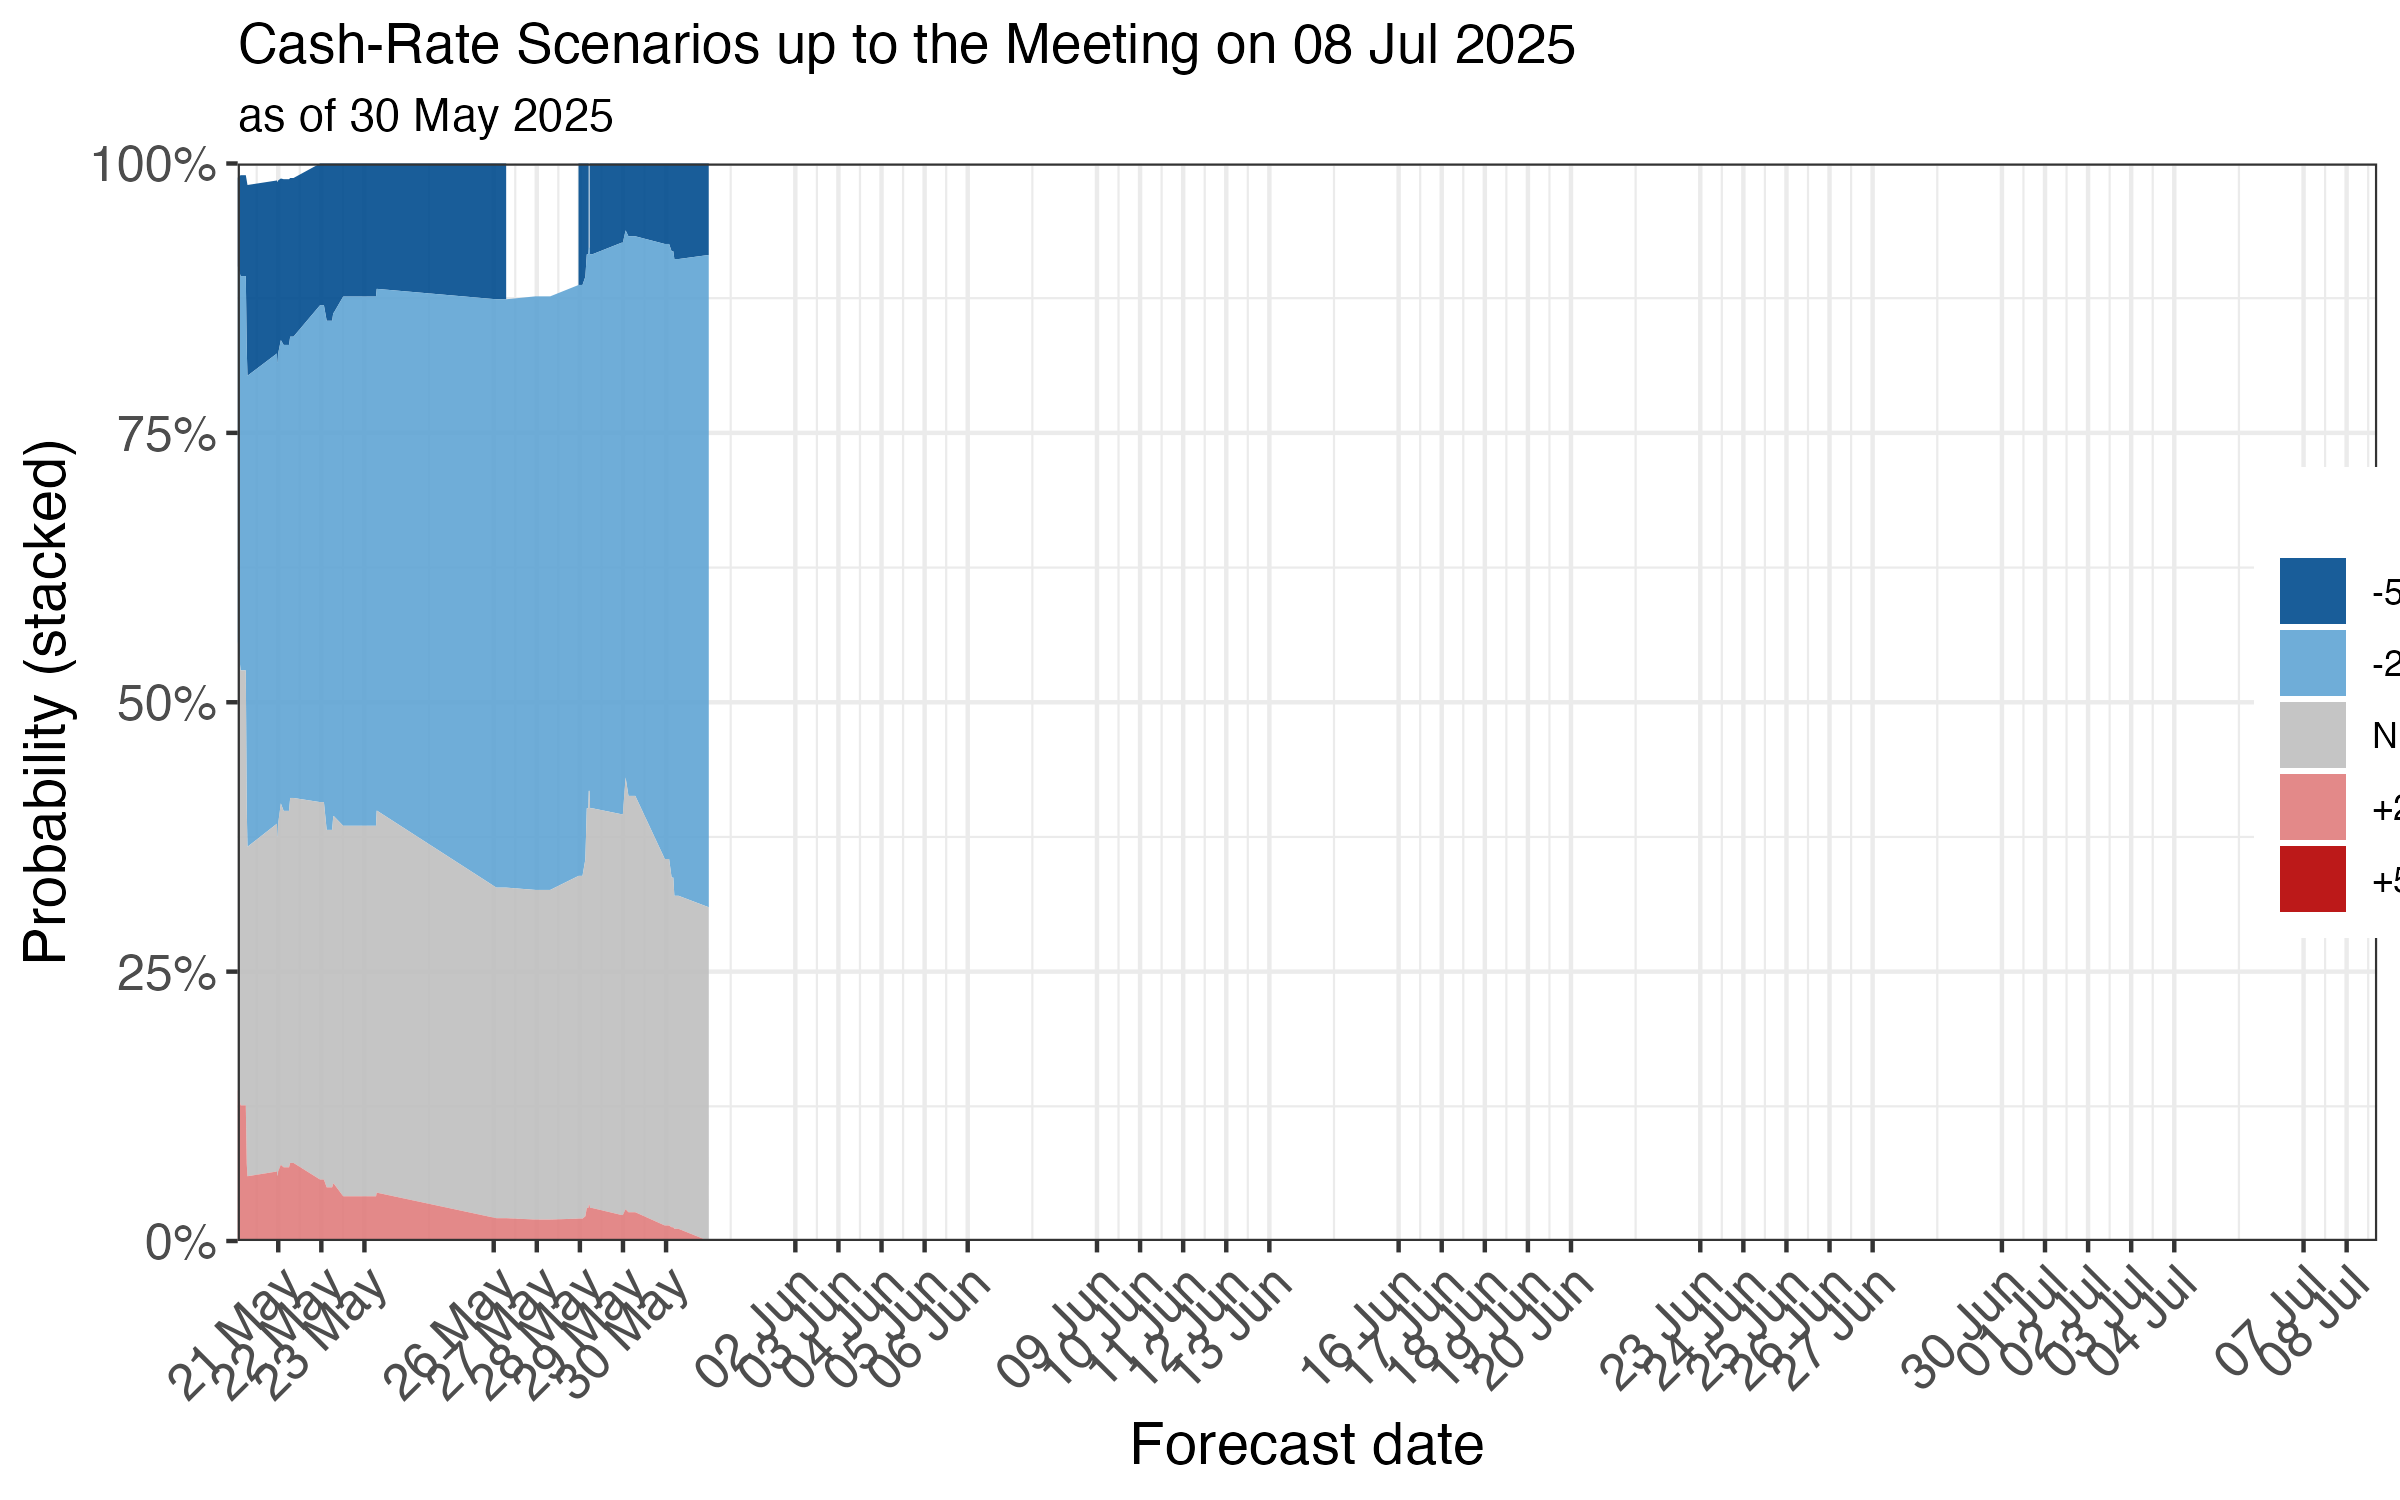 Cash-Rate Scenarios up to the Meeting on 08 Jul 2025
as of 30 May 2025
100%
75%
50%
25%
0%
Probability (stacked)
-5
-2
N
+2
+5
21 May
22 May
23 May
26 May
27 May
28 May
29 May
30 May
02 Jun
03 Jun
04 Jun
05 Jun
06 Jun
09 Jun
10 Jun
11 Jun
12 Jun
13 Jun
16 Jun
17 Jun
18 Jun
19 Jun
20 Jun
23 Jun
24 Jun
25 Jun
26 Jun
27 Jun
30 Jun
01 Jul
02 Jul
03 Jul
04 Jul
07 Jul
08 Jul
Forecast date